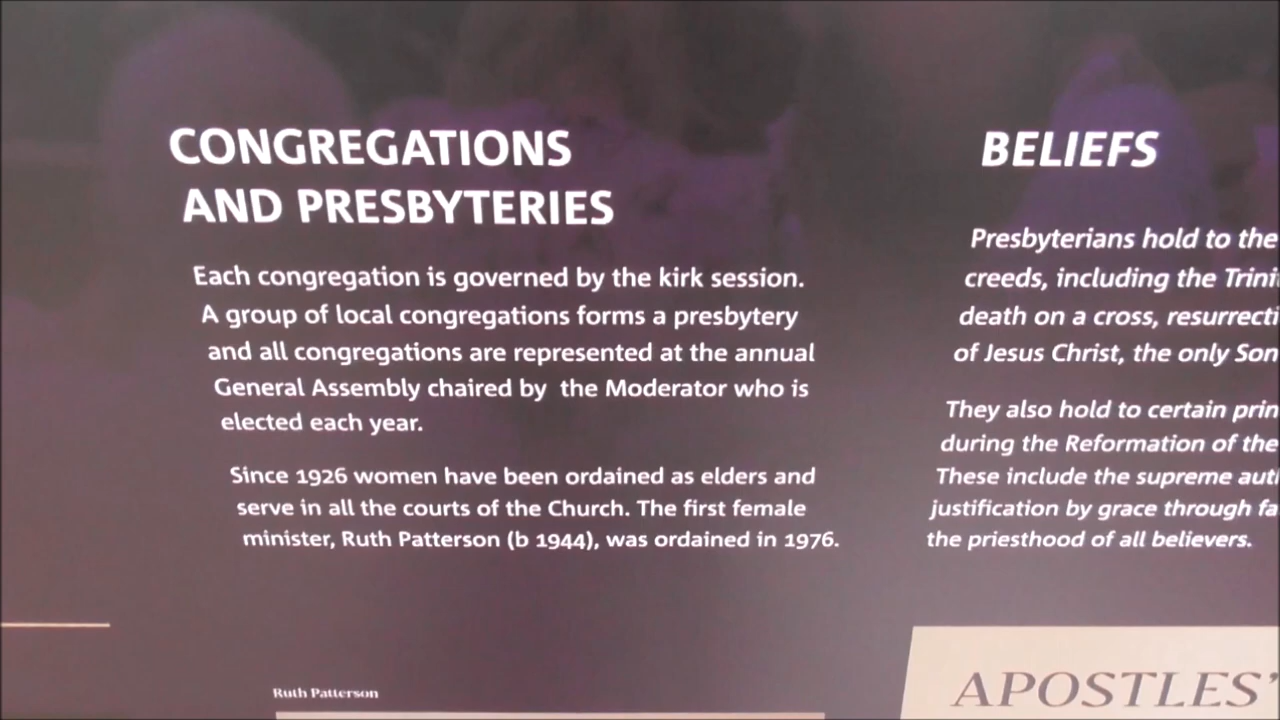 CONGREGATIONS
AND PRESBYTERIES
Each congregation is governed by the kirk session.
A group of local congregations forms a presbytery
and all congregations are represented at the annual
General Assembly chaired by the Moderator who is
elected each year.
Since 1926 women have been ordained as elders and
serve in all the courts of the Church. The first female
minister, Ruth Patterson (b 1944), was ordained in 1976.
Ruth Patterson
BELIEFS
Presbyterians hold to the
creeds, including the
death on a cross,
of Jesus Christ, the only Son
They also hold to certain
during the Reformation of the
These include the supreme
justification by grace through
the priesthood of all believers.
APOSTLES'